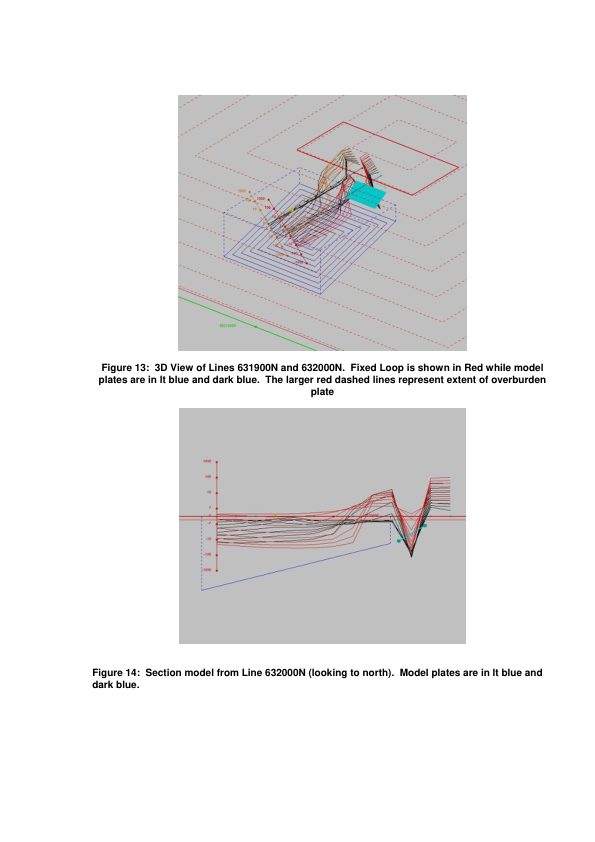 Figure 13: 3D View of Lines 631900N and 632000N. Fixed Loop is shown in Red while model
plates are in lt blue and dark blue. The larger red dashed lines represent extent of overburden
plate
Figure 14: Section model from Line 632000N (looking to north). Model plates are in lt blue and
dark blue.